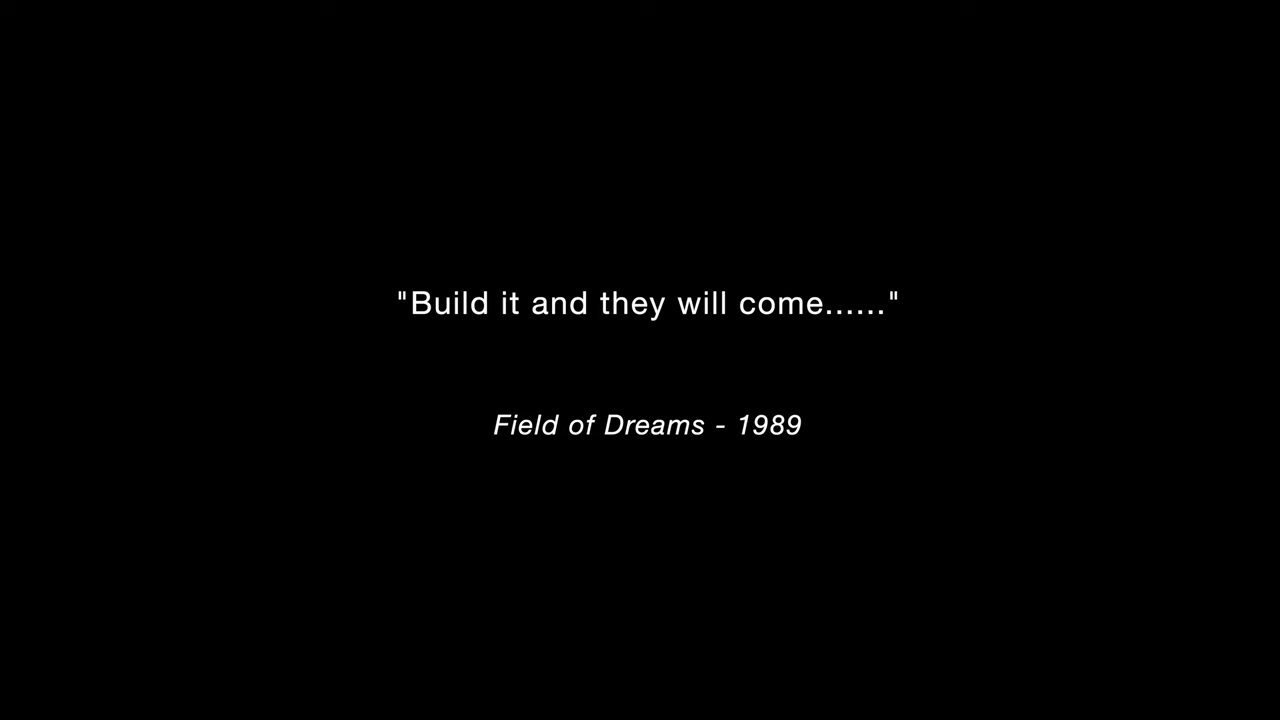 "Build it and they will come......"
Field of Dreams - 1989